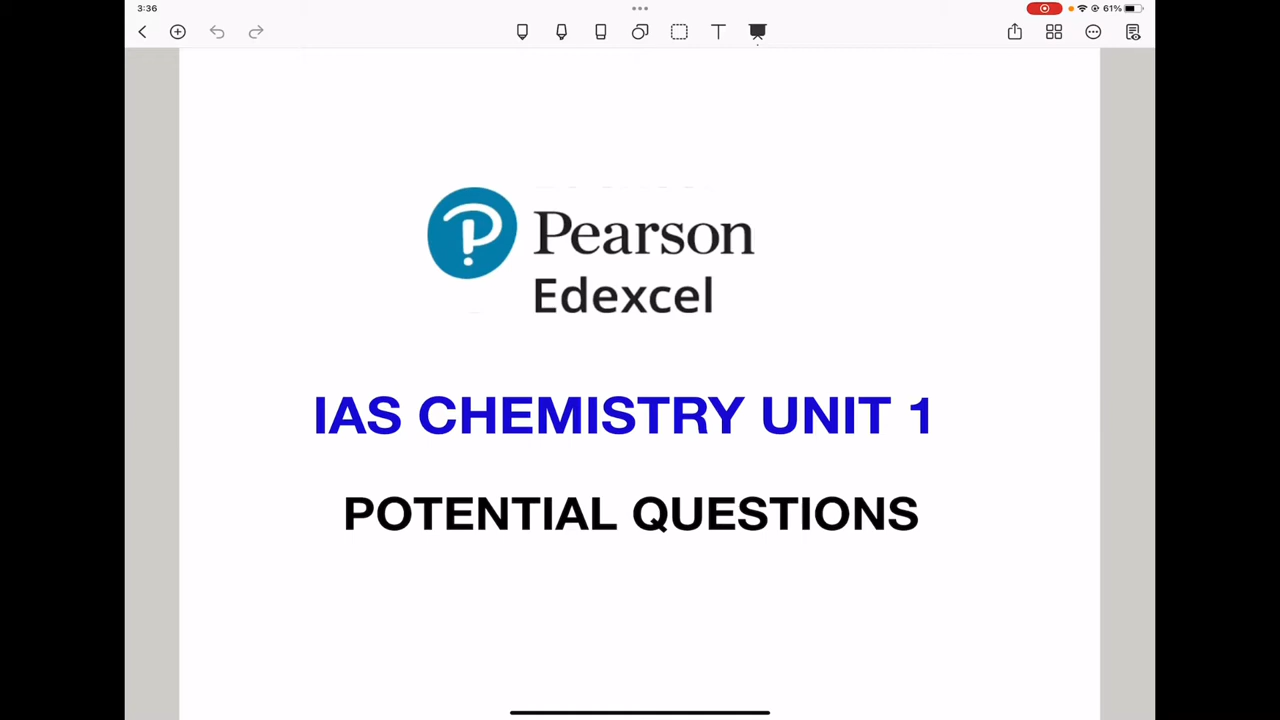 3:36
61%
Pearson
Edexcel
IAS CHEMISTRY UNIT 1
POTENTIAL QUESTIONS